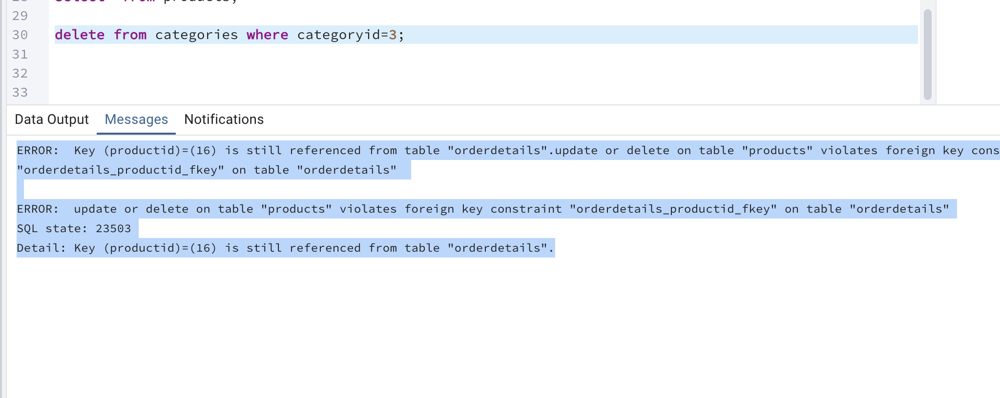 28 select from products;
29
30 delete from categories where categoryid=3;
31
32
33
Data Output Messages Notifications
ERROR:  Key (productid)=(16) is still referenced from table "orderdetails".update or delete on table "products" violates foreign key cons
"orderdetails_productid_fkey" on table "orderdetails"
ERROR:  update or delete on table "products" violates foreign key constraint "orderdetails_productid_fkey" on table "orderdetails"
SQL state: 23503
Detail: Key (productid)=(16) is still referenced from table "orderdetails".